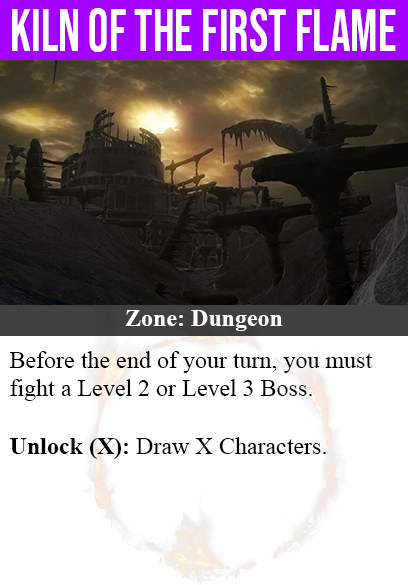 KILN OF THE FIRST FLAME
Zone: Dungeon
Before the end of your turn, you must
fight a Level 2 or Level 3 Boss.
Unlock (X): Draw X Characters.